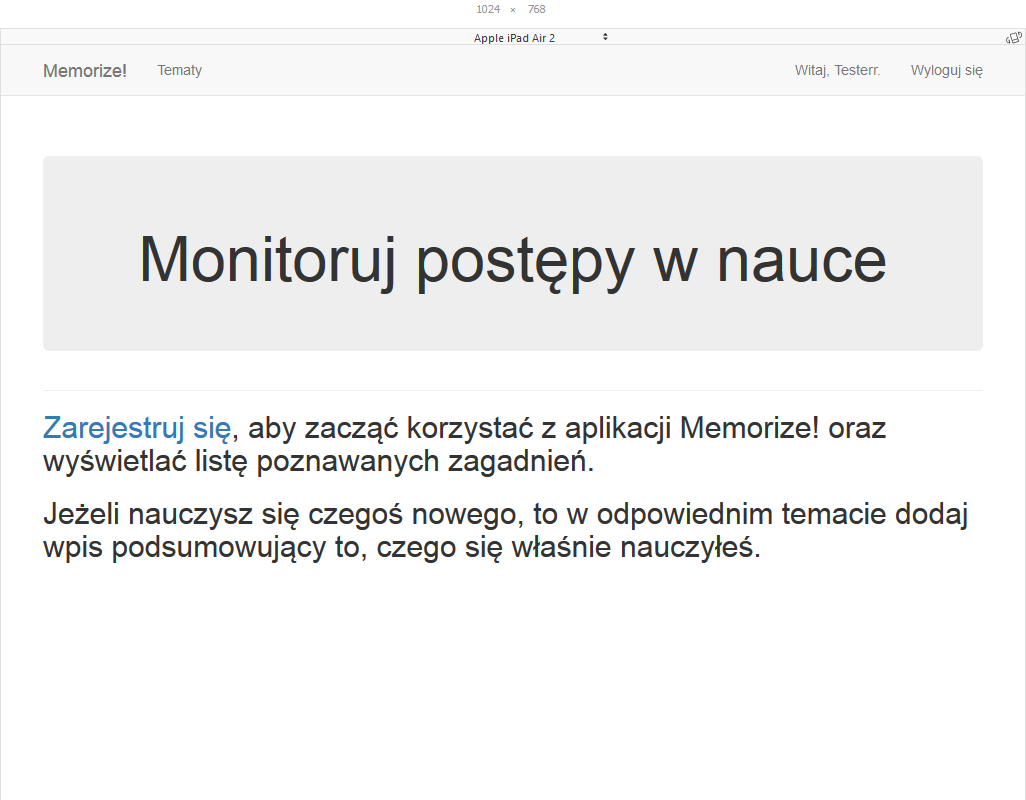 1024 × 768
Apple iPad Air 2
Memorize! Tematy Witaj, Testerr. Wyloguj się
Monitoruj postępy w nauce
Zarejestruj się, aby zacząć korzystać z aplikacji Memorize! oraz
wyświetlać listę poznawanych zagadnień.
Jeżeli nauczysz się czegoś nowego, to w odpowiednim temacie dodaj
wpis podsumowujący to, czego się właśnie nauczyłeś.